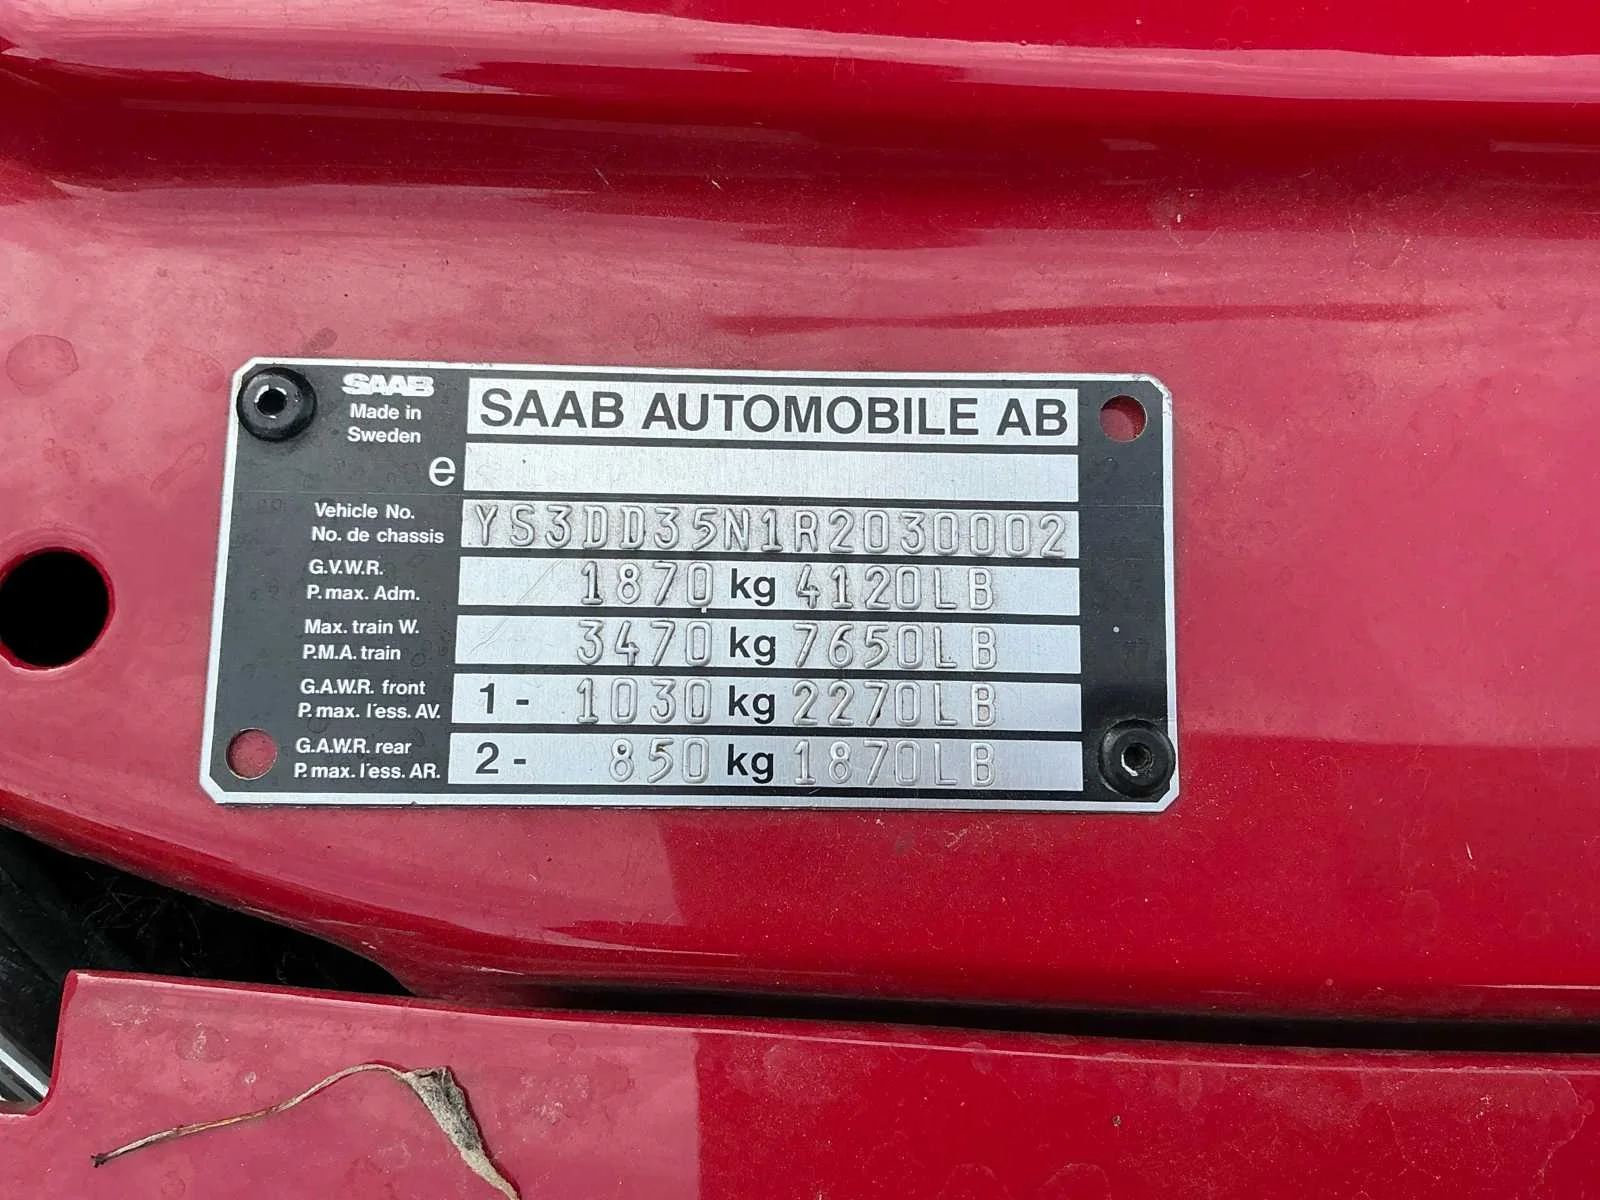 SAAB
Made in
Sweden
SAAB AUTOMOBILE AB
e
Vehicle No.
No. de chassis
YS3DD35N1R2030002
G.V.W.R.
P. max. Adm.
1870 kg 4120LB
Max. train W.
P.M.A. train
3470 kg 7650LB
G.A.W.R. front
P. max. l'ess. AV.
1 - 1030 kg 2270LB
G.A.W.R. rear
P. max. l'ess. AR.
2 - 850 kg 1870LB